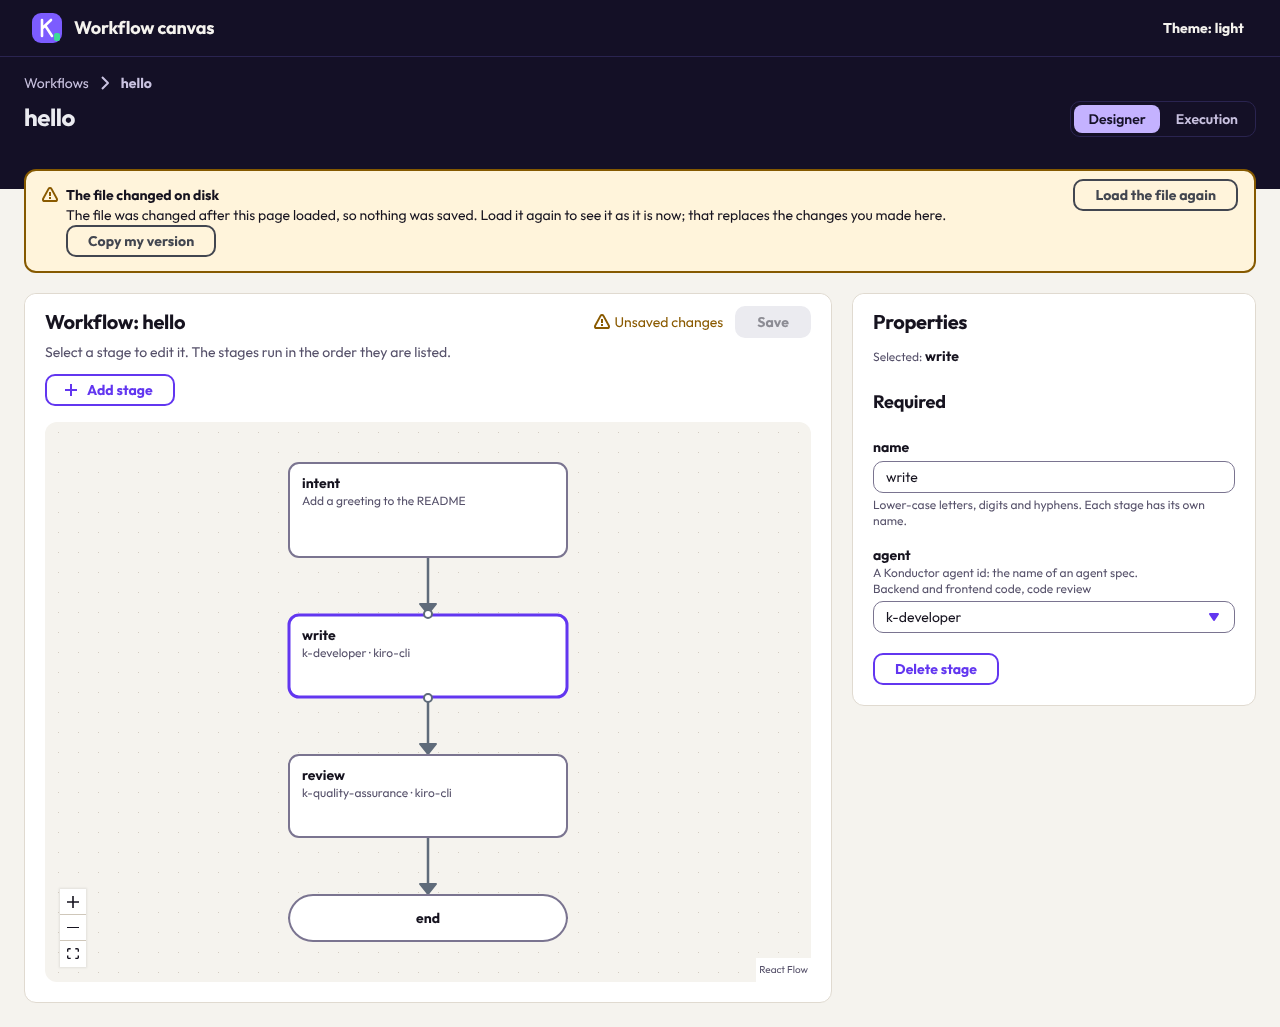 Workflow canvas
Theme: light
Workflows
hello
hello
Designer
Execution
The file changed on disk
The file was changed after this page loaded, so nothing was saved. Load it again to see it as it is now; that replaces the changes you made here.
Load the file again
Copy my version
Workflow: hello
Unsaved changes
Save
Select a stage to edit it. The stages run in the order they are listed.
Add stage
intent
Add a greeting to the README
write
k-developer · kiro-cli
review
k-quality-assurance · kiro-cli
end
React Flow
Properties
Selected: write
Required
name
write
Lower-case letters, digits and hyphens. Each stage has its own
name.
agent
A Konductor agent id: the name of an agent spec.
Backend and frontend code, code review
k-developer
Delete stage